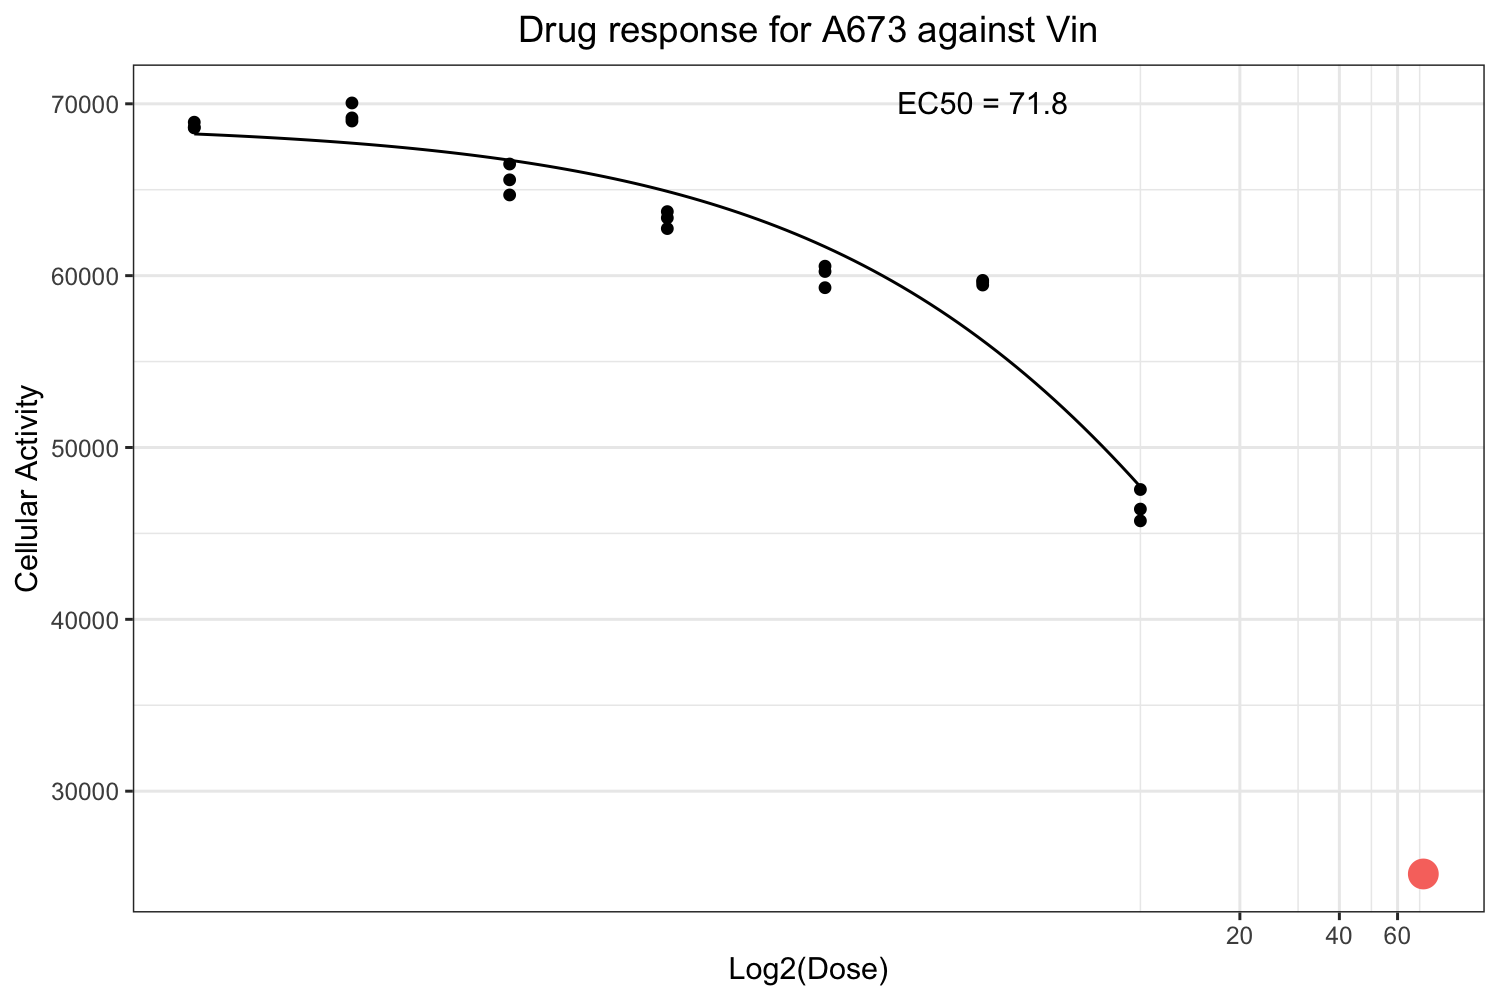 Drug response for A673 against Vin
EC50 = 71.8
70000
60000
50000
40000
30000
Cellular Activity
20 40 60
Log2(Dose)